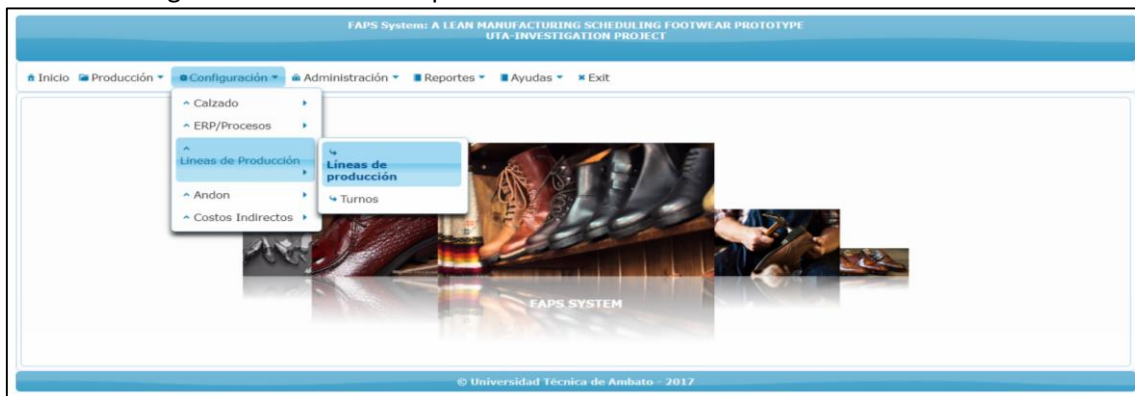 FAPS System: A LEAN MANUFACTURING SCHEDULING FOOTWEAR PROTOTYPE
UTA-INVESTIGATION PROJECT
Inicio Producción Configuración Administración Reportes Ayudas Exit
Calzado
ERP/Procesos
Lineas de Producción
Líneas de
producción
Andon
Turnos
Costos Indirectos
FAPS SYSTEM
© Universidad Técnica de Ambato - 2017